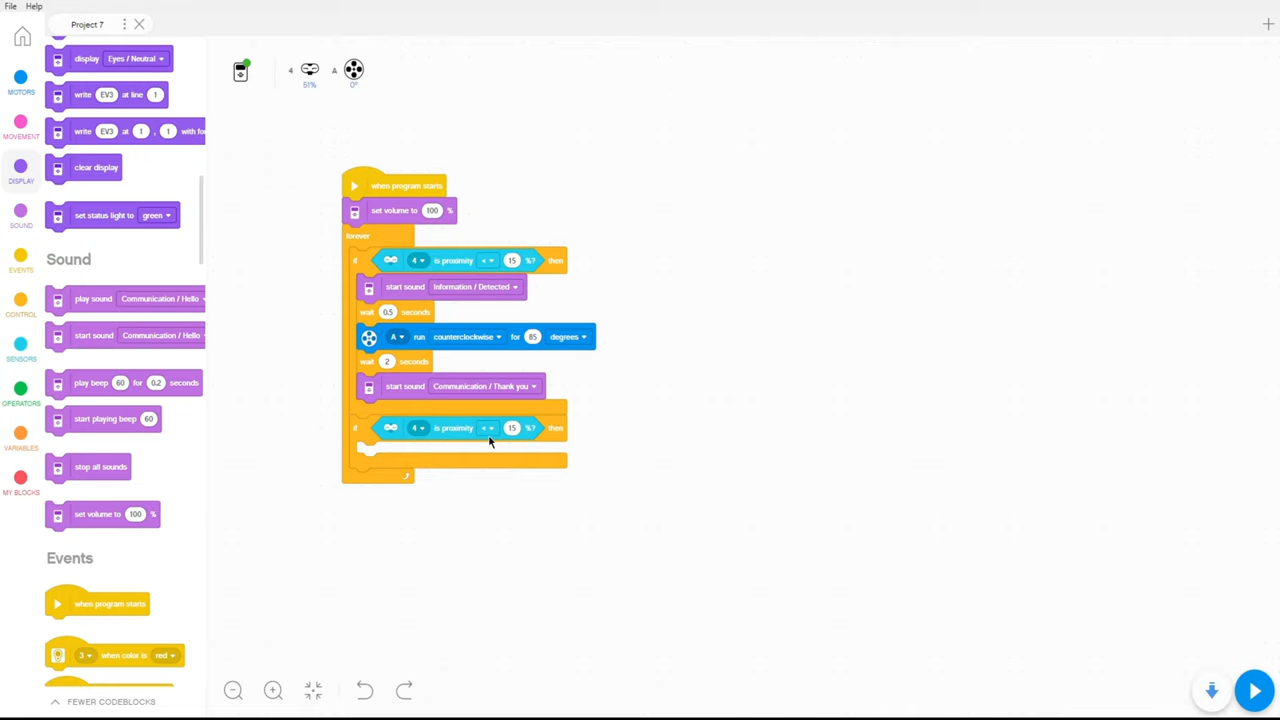 File Help
Project 7
4 A
51% 0°
MOTORS
MOVEMENT
DISPLAY
SOUND
EVENTS
CONTROL
SENSORS
OPERATORS
VARIABLES
MY BLOCKS
display Eyes / Neutral
write EV3 at line 1
write EV3 at 1 , 1 with fo
clear display
set status light to green
Sound
play sound Communication / Hello
start sound Communication / Hello
play beep 60 for 0.2 seconds
start playing beep 60
stop all sounds
set volume to 100 %
Events
when program starts
3 when color is red
FEWER CODEBLOCKS
when program starts
set volume to 100 %
forever
if 4 is proximity < 15 %? then
start sound Information / Detected
wait 0.5 seconds
A run counterclockwise for 85 degrees
wait 2 seconds
start sound Communication / Thank you
if 4 is proximity < 15 %? then